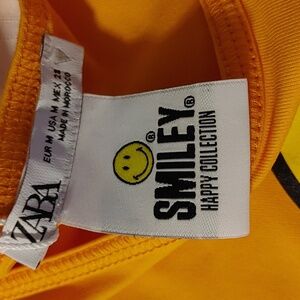 ZARA
EUR M USA M MEX 28
MADE IN MOROCCO
SMILEY®
HAPPY COLLECTION
®